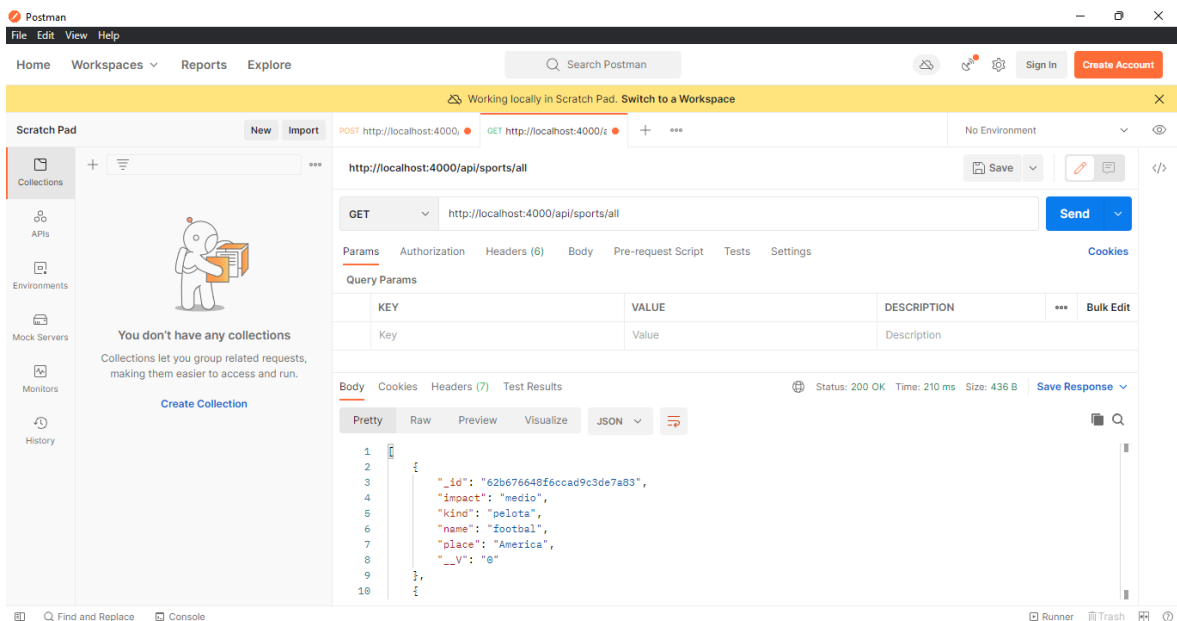 Postman
File Edit View Help
Home Workspaces Reports Explore Search Postman Sign In Create Account
Working locally in Scratch Pad. Switch to a Workspace
Scratch Pad New Import POST http://localhost:4000/ GET http://localhost:4000/a No Environment
http://localhost:4000/api/sports/all Save
Collections
APIs
Environments
Mock Servers
Monitors
History
You don't have any collections
Collections let you group related requests,
making them easier to access and run.
Create Collection
GET http://localhost:4000/api/sports/all Send
Params Authorization Headers (6) Body Pre-request Script Tests Settings Cookies
Query Params
KEY VALUE DESCRIPTION Bulk Edit
Key Value Description
Body Cookies Headers (7) Test Results Status: 200 OK Time: 210 ms Size: 436 B Save Response
Pretty Raw Preview Visualize JSON
1 [
2 {
3 "_id": "62b676648f6ccad9c3de7a83",
4 "impact": "medio",
5 "kind": "pelota",
6 "name": "footbal",
7 "place": "America",
8 "__V": "0"
9 },
10 {
Find and Replace Console Runner Trash